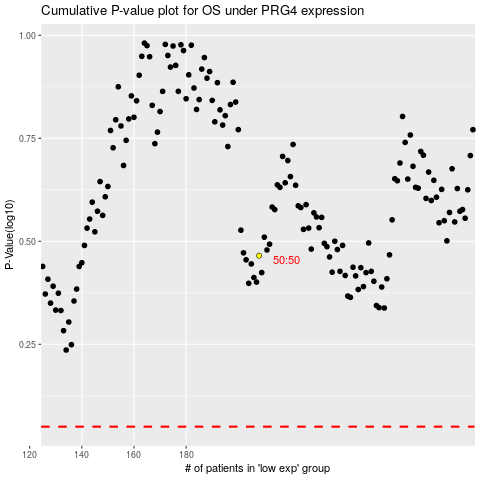 Cumulative P-value plot for OS under PRG4 expression
P-Value(log10)
1.00
0.75
0.50
0.25
50:50
120 140 160 180
# of patients in 'low exp' group